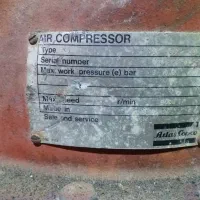 AIR COMPRESSOR
Type
Serial number
Max. work. pressure (e) bar
Max. speed r/min
Made in
Sale and service
Atlas Copco